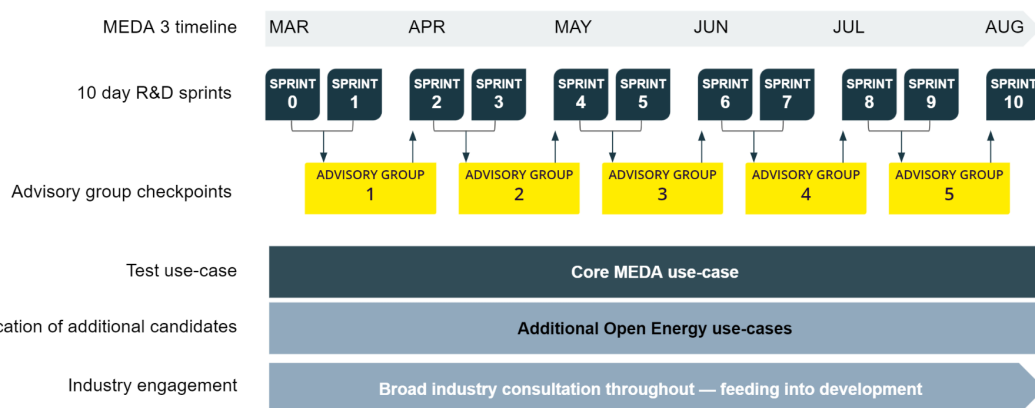 MEDA 3 timeline
MAR APR MAY JUN JUL AUG
10 day R&D sprints
SPRINT 0
SPRINT 1
SPRINT 2
SPRINT 3
SPRINT 4
SPRINT 5
SPRINT 6
SPRINT 7
SPRINT 8
SPRINT 9
SPRINT 10
Advisory group checkpoints
ADVISORY GROUP
1
ADVISORY GROUP
2
ADVISORY GROUP
3
ADVISORY GROUP
4
ADVISORY GROUP
5
Test use-case
Core MEDA use-case
of additional candidates
Additional Open Energy use-cases
Industry engagement
Broad industry consultation throughout — feeding into development